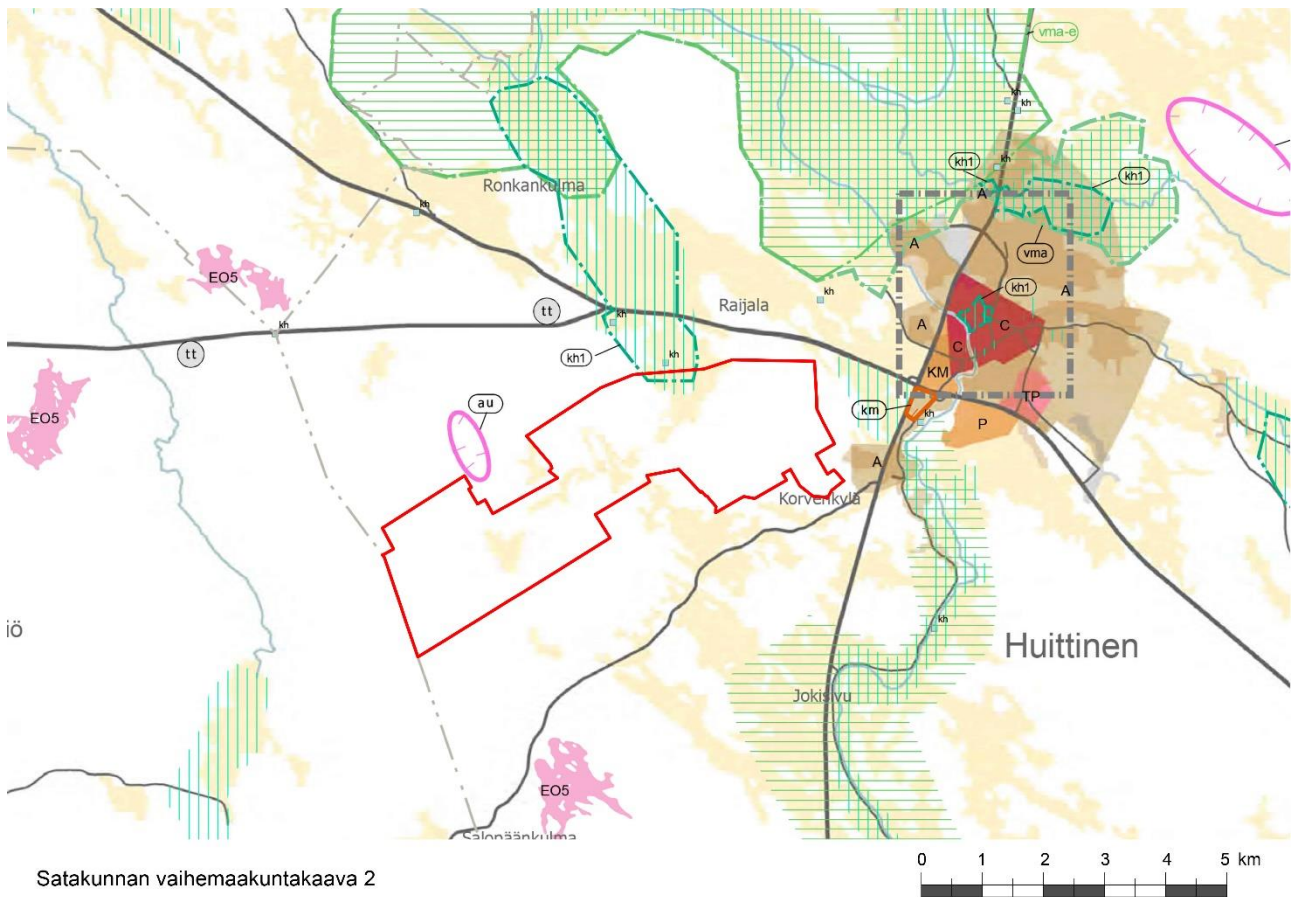 vma-e
kh
kh
kh
kh1
kh1
Ronkankulma
kh
A
A
vma
EO5
kh1
A
kh
Raijala
tt
kh
kh
A
C
tt
kh1
kh
C
KM
EO5
au
km
TP
kh
P
A
Korvenkylä
kh
iö
Huittinen
Jokisivu
EO5
Salopäänkulma
Satakunnan vaihemaakuntakaava 2
0 1 2 3 4 5 km